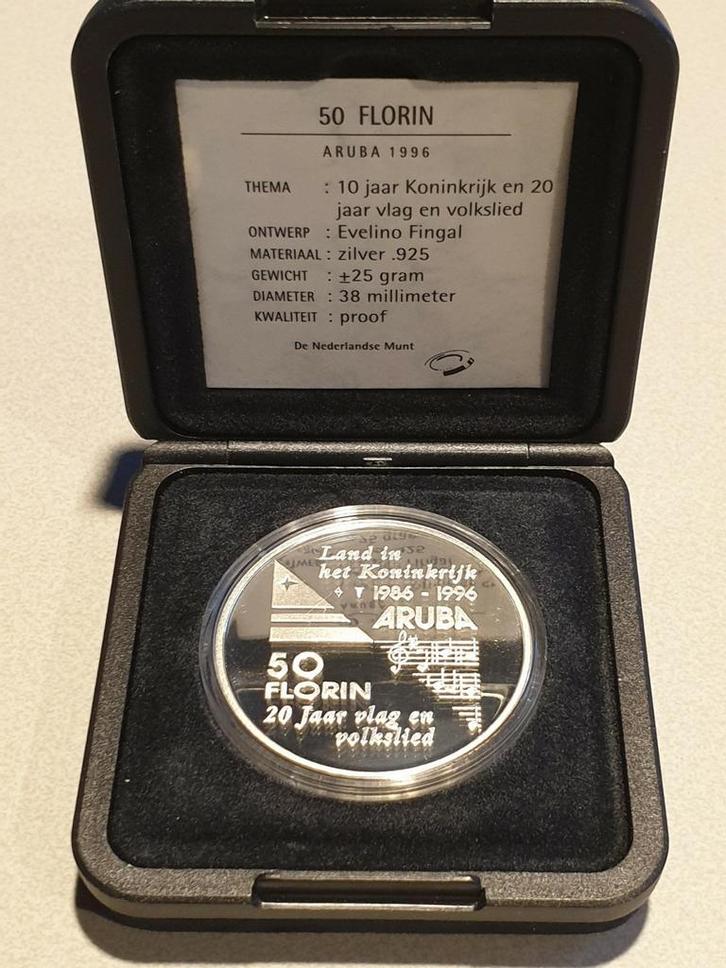 50 FLORIN
ARUBA 1996
THEMA : 10 jaar Koninkrijk en 20
jaar vlag en volkslied
ONTWERP : Evelino Fingal
MATERIAAL : zilver .925
GEWICHT : ±25 gram
DIAMETER : 38 millimeter
KWALITEIT : proof
De Nederlandse Munt
Land in
het Koninkrijk
1986 - 1996
ARUBA
50
FLORIN
20 Jaar vlag en
volkslied